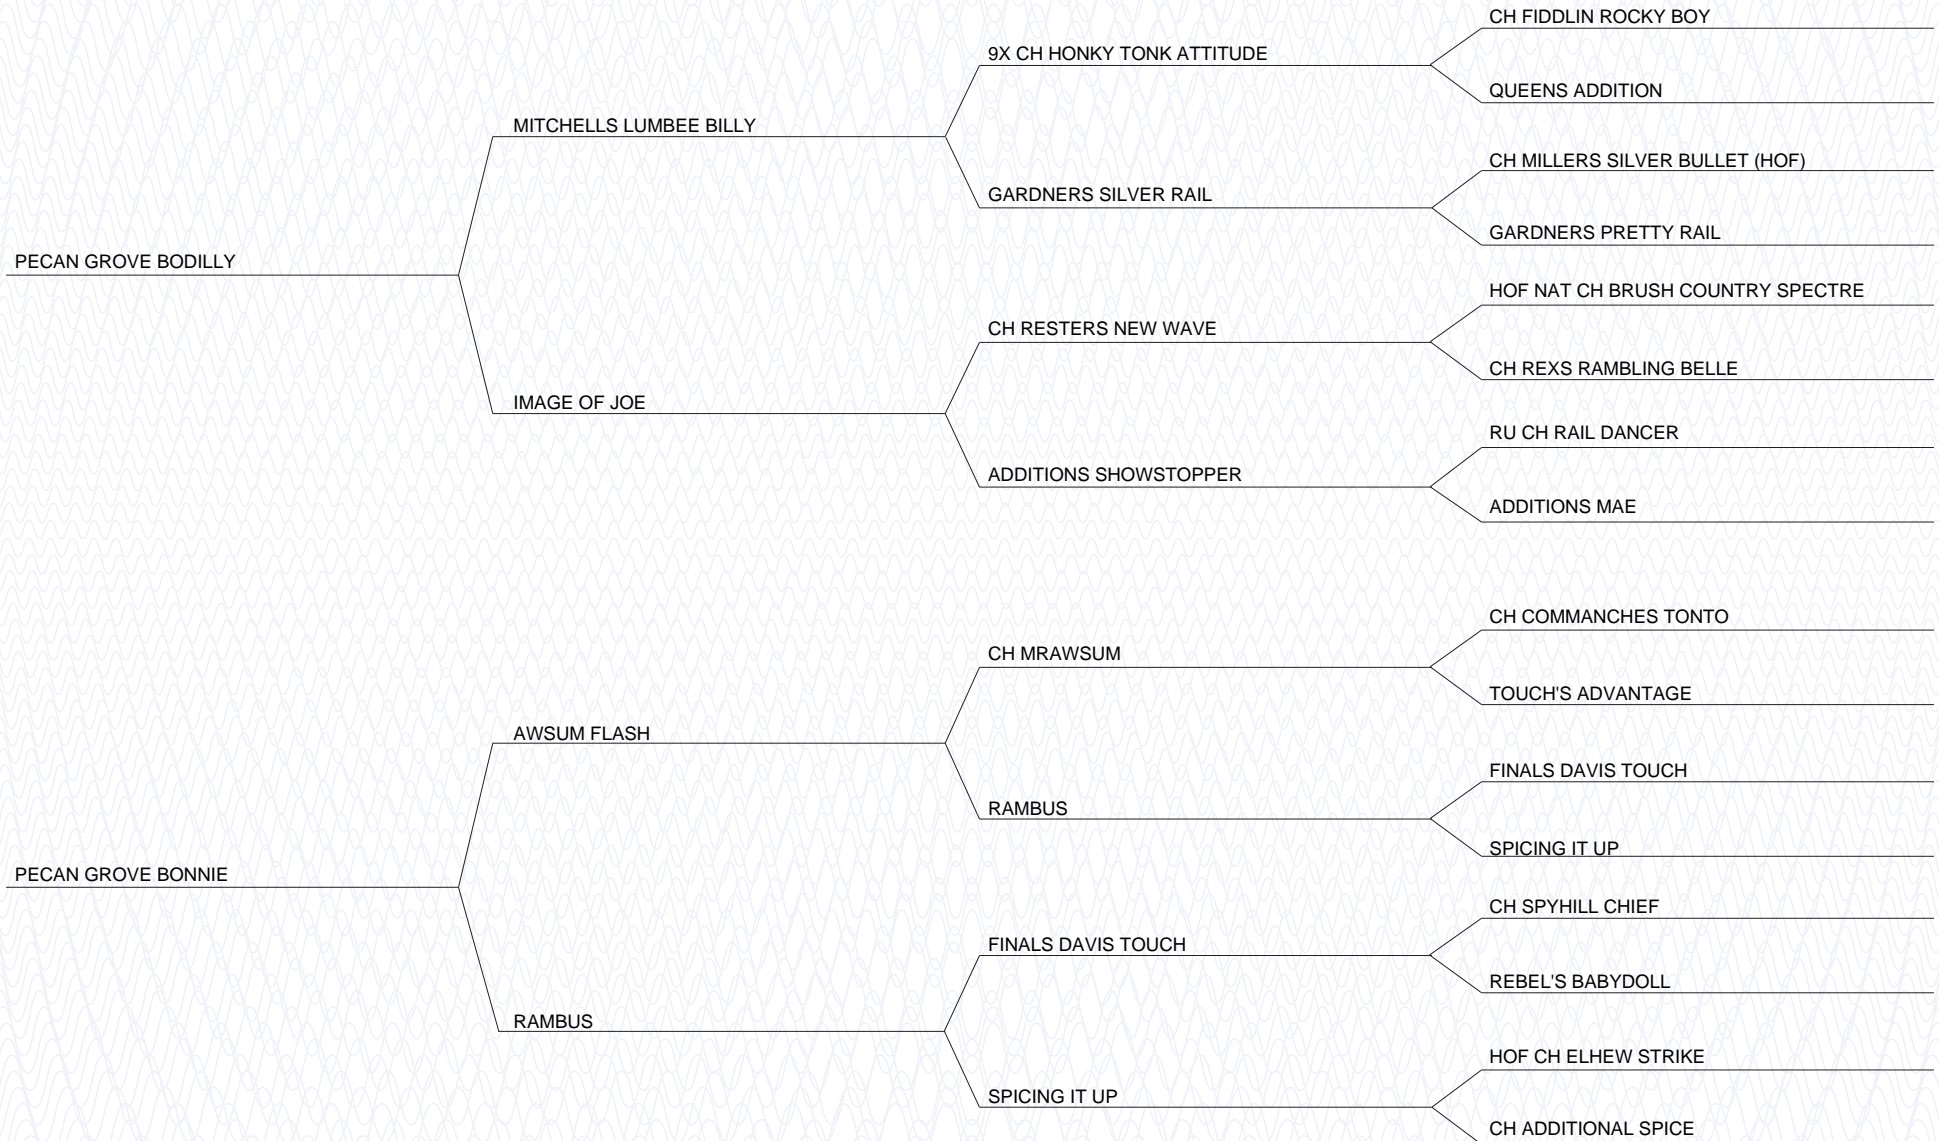 CH FIDDLIN ROCKY BOY
9X CH HONKY TONK ATTITUDE
QUEENS ADDITION
MITCHELLS LUMBEE BILLY
CH MILLERS SILVER BULLET (HOF)
GARDNERS SILVER RAIL
GARDNERS PRETTY RAIL
PECAN GROVE BODILLY
HOF NAT CH BRUSH COUNTRY SPECTRE
CH RESTERS NEW WAVE
CH REXS RAMBLING BELLE
IMAGE OF JOE
RU CH RAIL DANCER
ADDITIONS SHOWSTOPPER
ADDITIONS MAE
CH COMMANCHES TONTO
CH MRAWSUM
TOUCH'S ADVANTAGE
AWSUM FLASH
FINALS DAVIS TOUCH
RAMBUS
SPICING IT UP
PECAN GROVE BONNIE
CH SPYHILL CHIEF
FINALS DAVIS TOUCH
REBEL'S BABYDOLL
RAMBUS
HOF CH ELHEW STRIKE
SPICING IT UP
CH ADDITIONAL SPICE